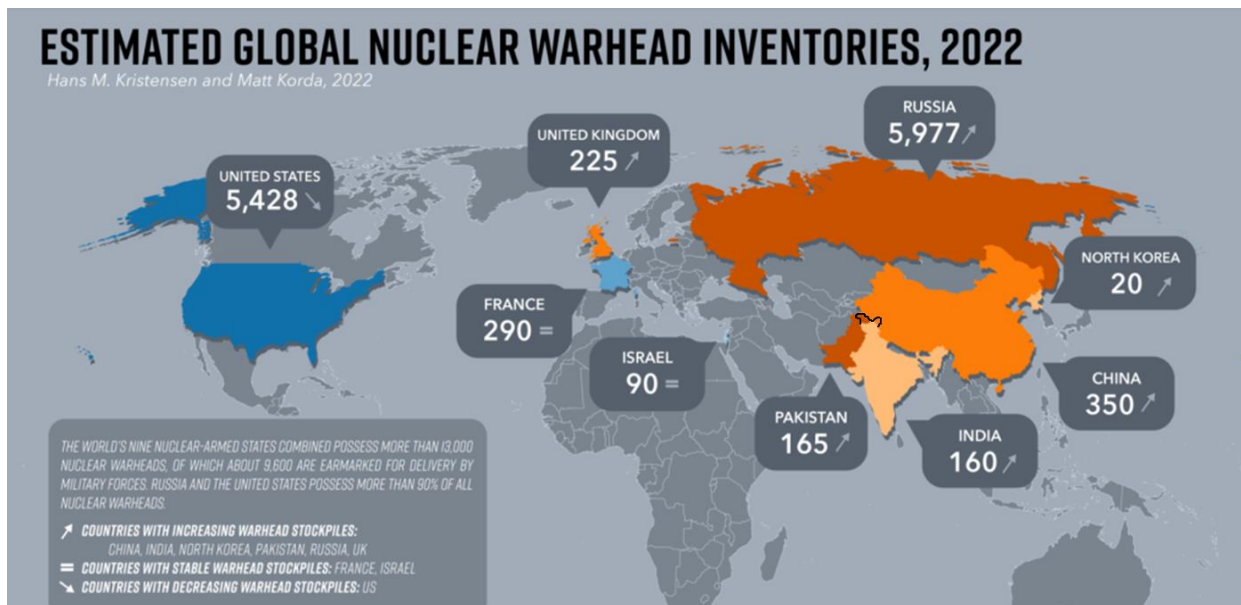 ESTIMATED GLOBAL NUCLEAR WARHEAD INVENTORIES, 2022
Hans M. Kristensen and Matt Korda, 2022
RUSSIA
5,977
UNITED KINGDOM
225
UNITED STATES
5,428
NORTH KOREA
20
FRANCE
290 =
ISRAEL
90 =
CHINA
350
PAKISTAN
165
INDIA
160
THE WORLD'S NINE NUCLEAR-ARMED STATES COMBINED POSSESS MORE THAN 13,000
NUCLEAR WARHEADS, OF WHICH ABOUT 9,600 ARE EARMARKED FOR DELIVERY BY
MILITARY FORCES. RUSSIA AND THE UNITED STATES POSSESS MORE THAN 90% OF ALL
NUCLEAR WARHEADS.
COUNTRIES WITH INCREASING WARHEAD STOCKPILES:
CHINA, INDIA, NORTH KOREA, PAKISTAN, RUSSIA, UK
= COUNTRIES WITH STABLE WARHEAD STOCKPILES: FRANCE, ISRAEL
COUNTRIES WITH DECREASING WARHEAD STOCKPILES: US